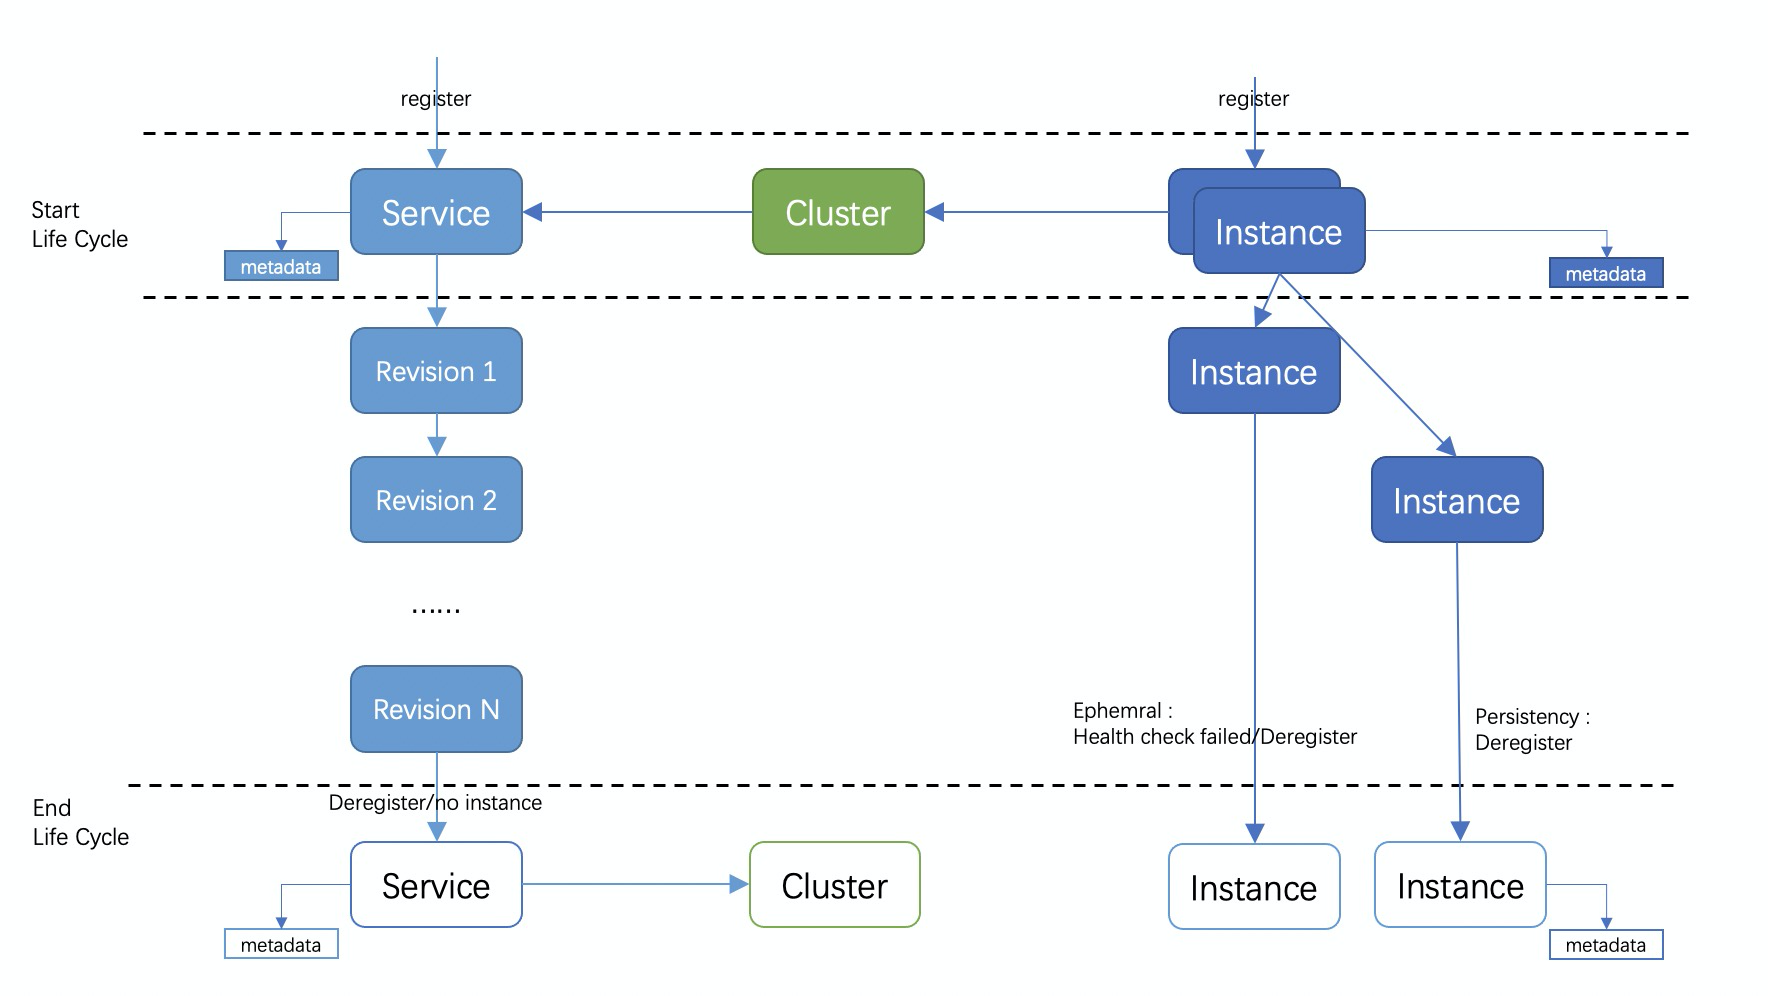 register
register
Start
Life Cycle
Service
Cluster
Instance
metadata
metadata
Revision 1
Instance
Revision 2
Instance
......
Revision N
Ephemral :
Health check failed/Deregister
Persistency :
Deregister
End
Life Cycle
Deregister/no instance
Service
Cluster
Instance
Instance
metadata
metadata